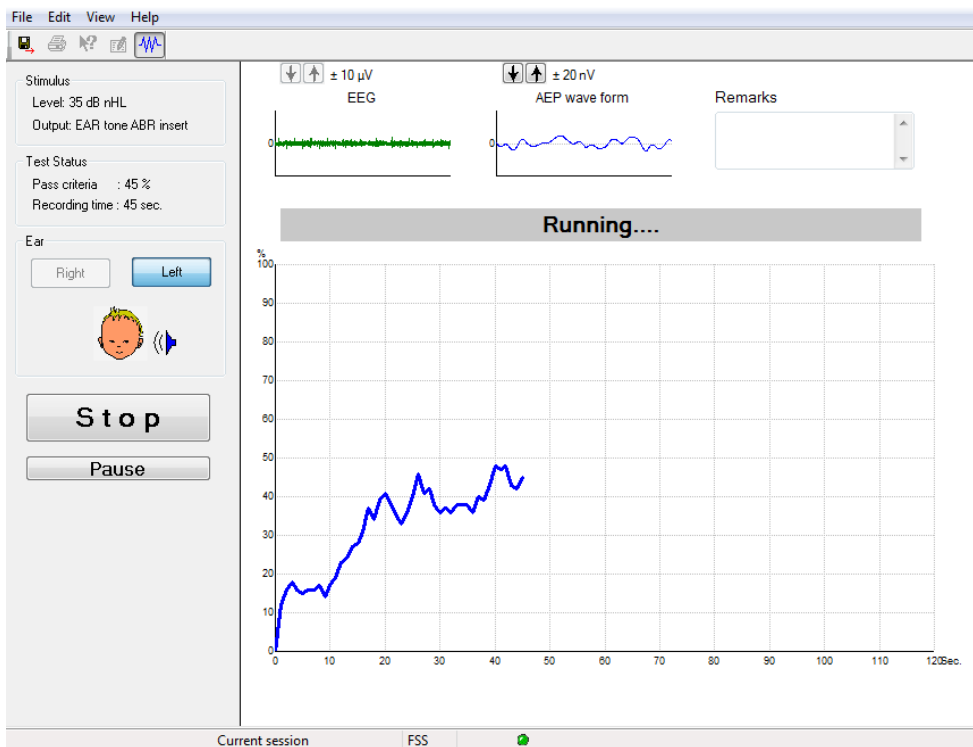 File Edit View Help
± 10 µV
± 20 nV
EEG
AEP wave form
Remarks
0
0
Stimulus
Level: 35 dB nHL
Output: EAR tone ABR insert
Test Status
Pass criteria : 45 %
Recording time : 45 sec.
Ear
Right
Left
Stop
Pause
Running....
%
100
90
80
70
60
50
40
30
20
10
0
0 10 20 30 40 50 60 70 80 90 100 110 120 Sec.
Current session FSS